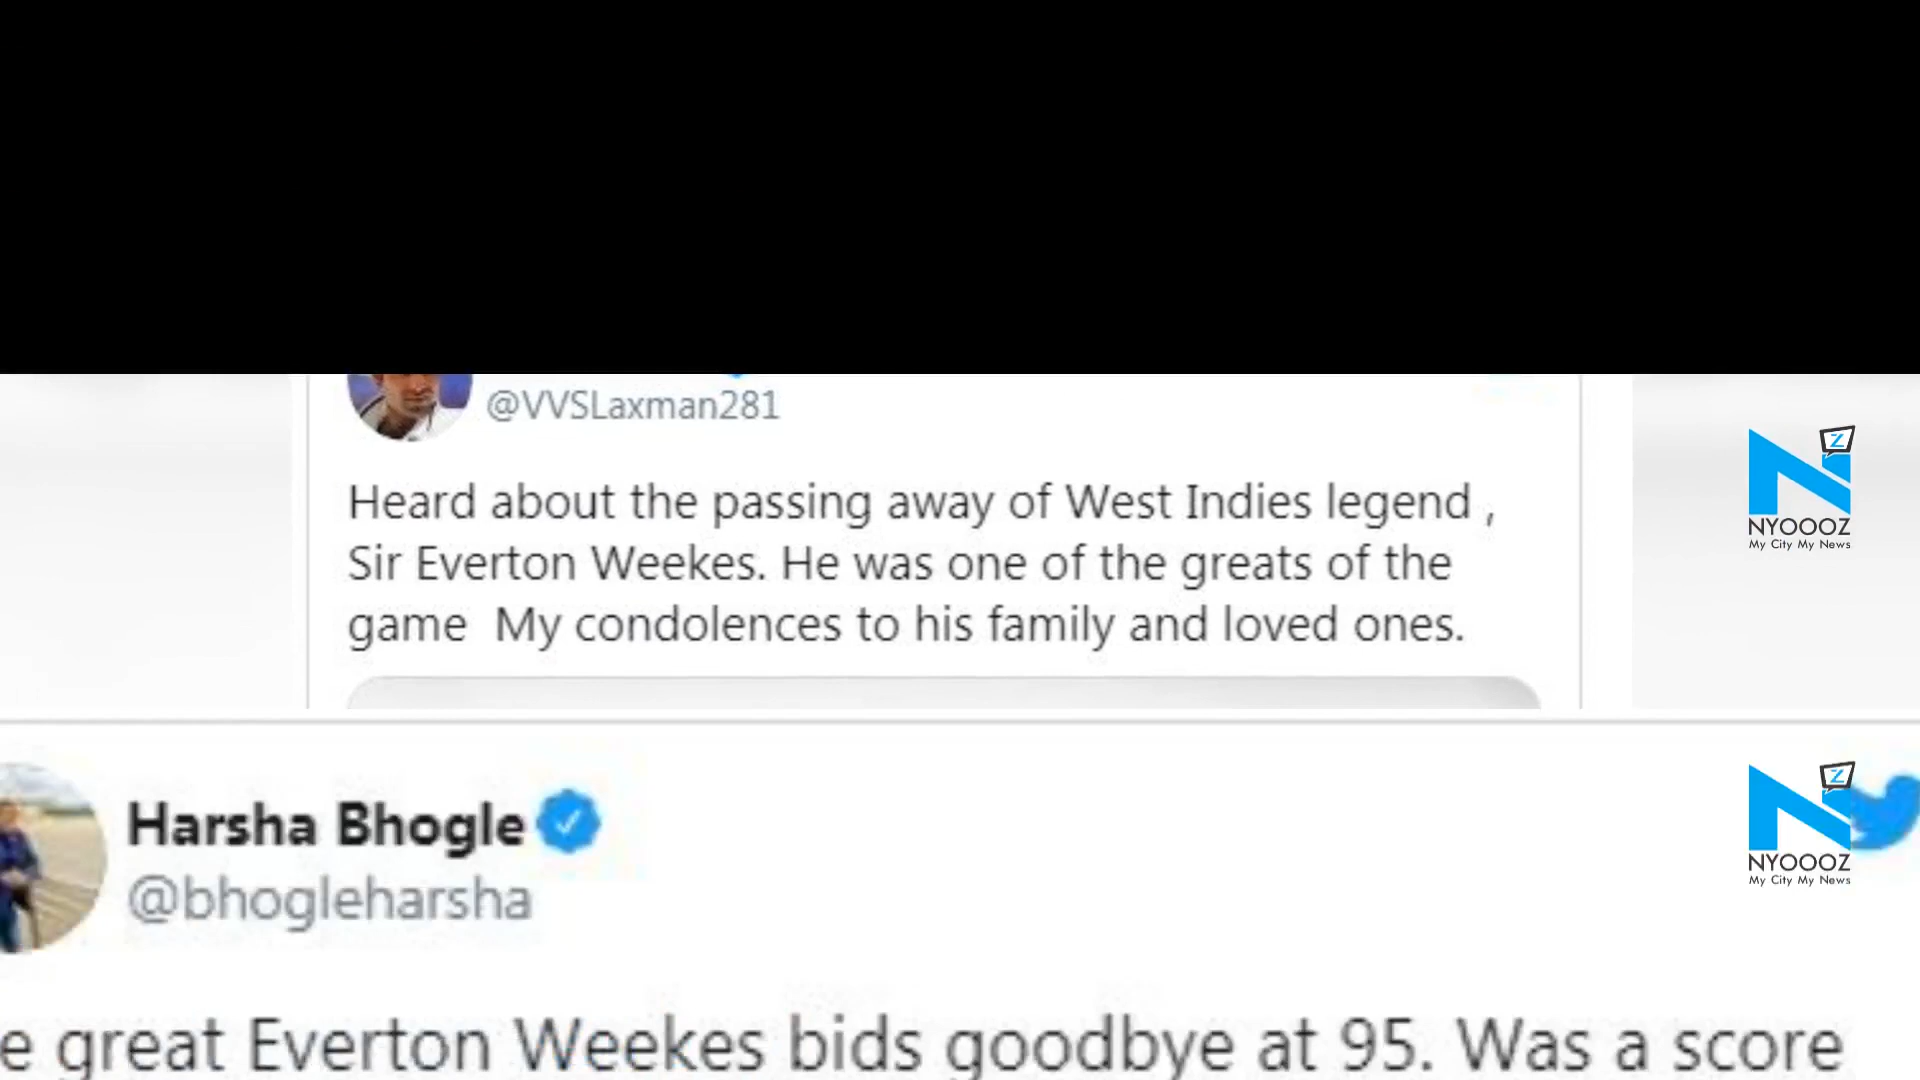 @VVSLaxman281
Heard about the passing away of West Indies legend ,
Sir Everton Weekes. He was one of the greats of the
game  My condolences to his family and loved ones.
Z
NYOOOZ
My City My News
Harsha Bhogle
@bhogleharsha
Z
NYOOOZ
My City My News
e great Everton Weekes bids goodbye at 95. Was a score